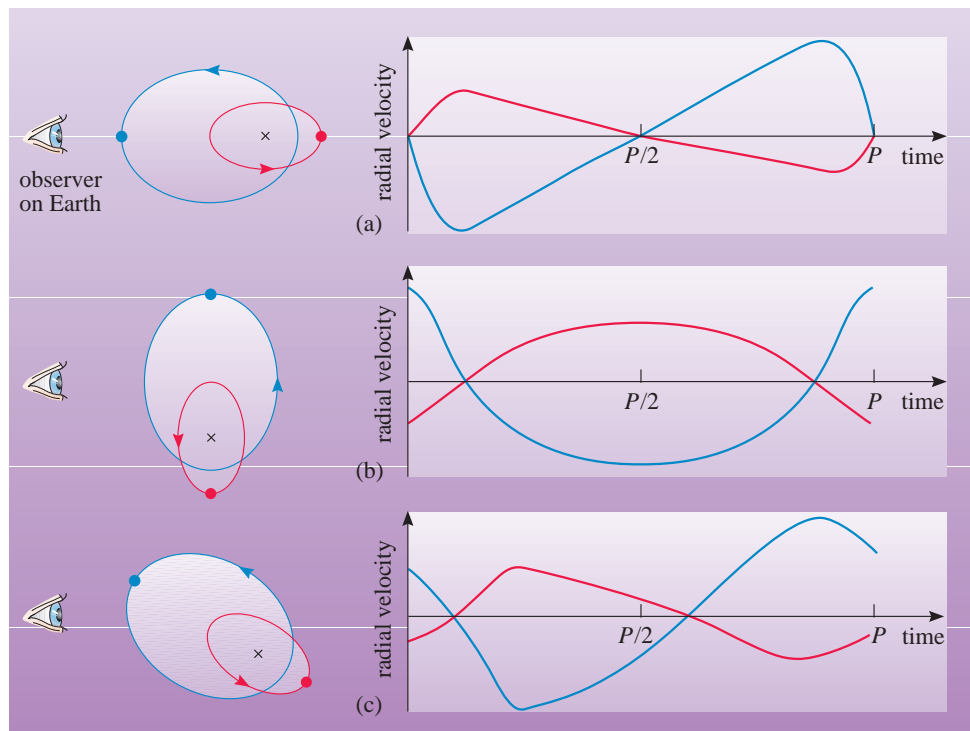 observer
on Earth
(a)
radial velocity
P/2
P
time
(b)
radial velocity
P/2
P
time
(c)
radial velocity
P/2
P
time